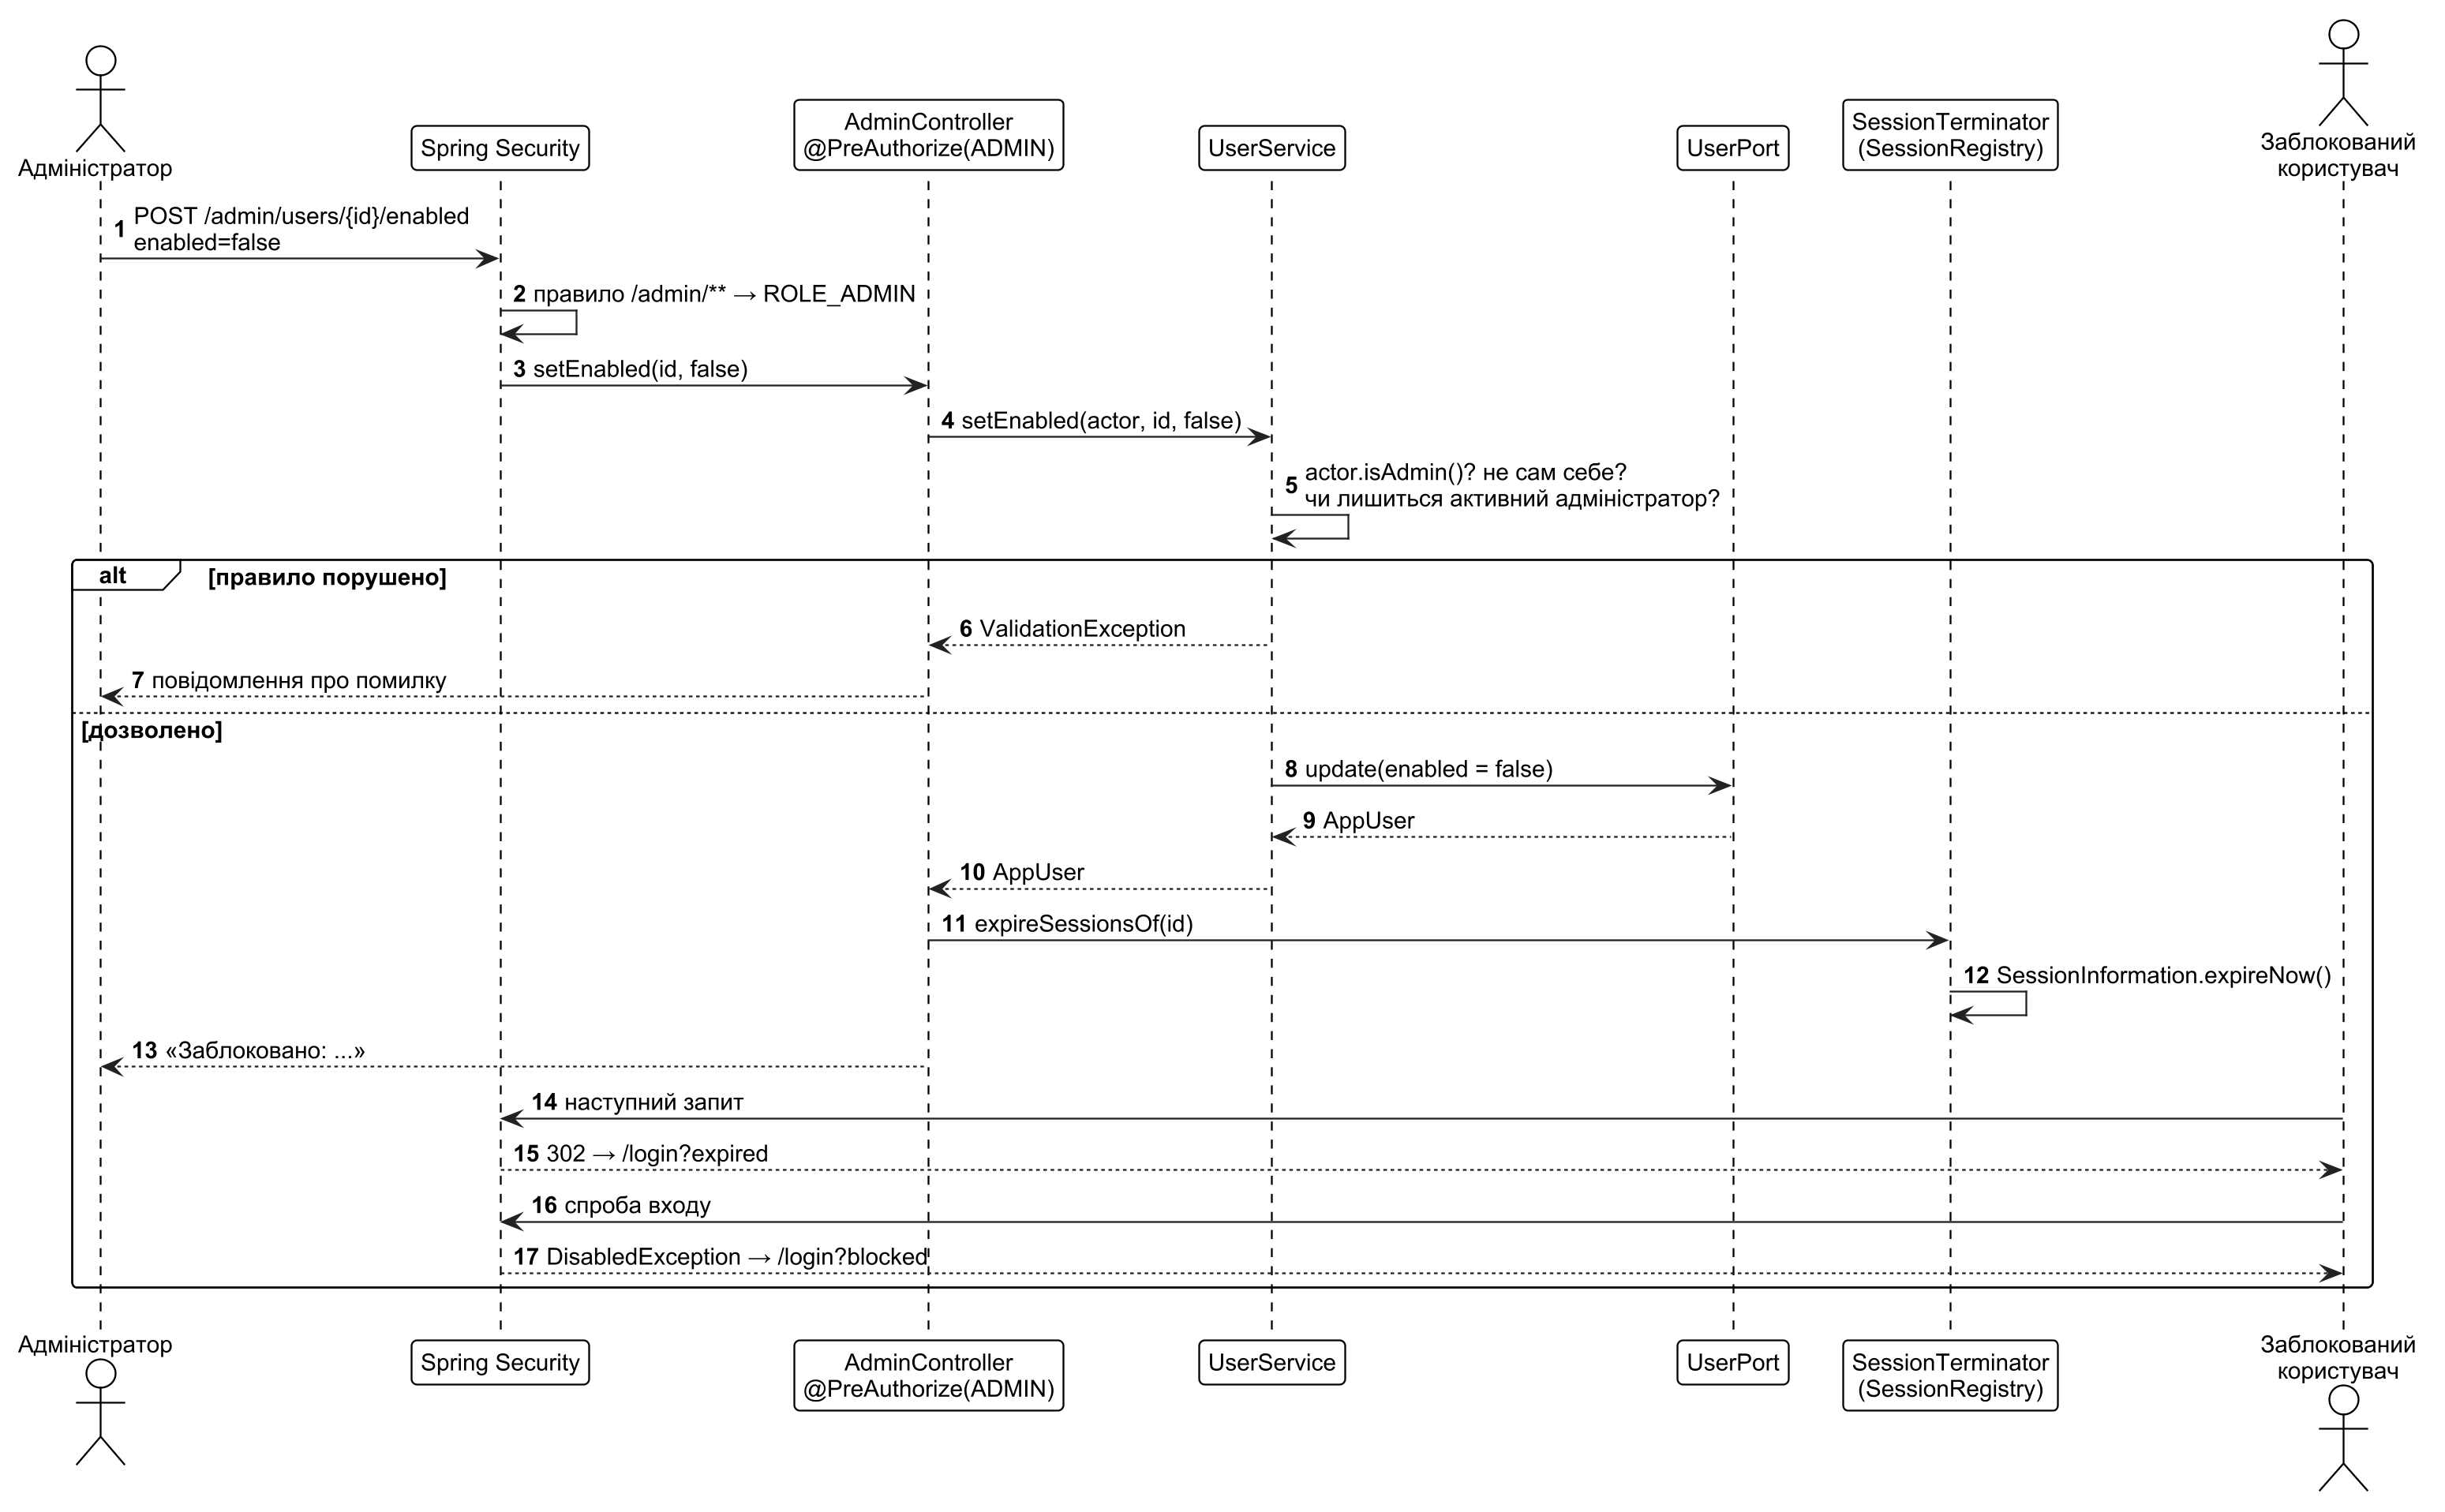 Адміністратор
Spring Security
AdminController
@PreAuthorize(ADMIN)
UserService
UserPort
SessionTerminator
(SessionRegistry)
Заблокований
користувач
1 POST /admin/users/{id}/enabled
enabled=false
2 правило /admin/** → ROLE_ADMIN
3 setEnabled(id, false)
4 setEnabled(actor, id, false)
5 actor.isAdmin()? не сам себе?
чи лишиться активний адміністратор?
alt [правило порушено]
6 ValidationException
7 повідомлення про помилку
[дозволено]
8 update(enabled = false)
9 AppUser
10 AppUser
11 expireSessionsOf(id)
12 SessionInformation.expireNow()
13 «Заблоковано: ...»
14 наступний запит
15 302 → /login?expired
16 спроба входу
17 DisabledException → /login?blocked
Адміністратор
Spring Security
AdminController
@PreAuthorize(ADMIN)
UserService
UserPort
SessionTerminator
(SessionRegistry)
Заблокований
користувач